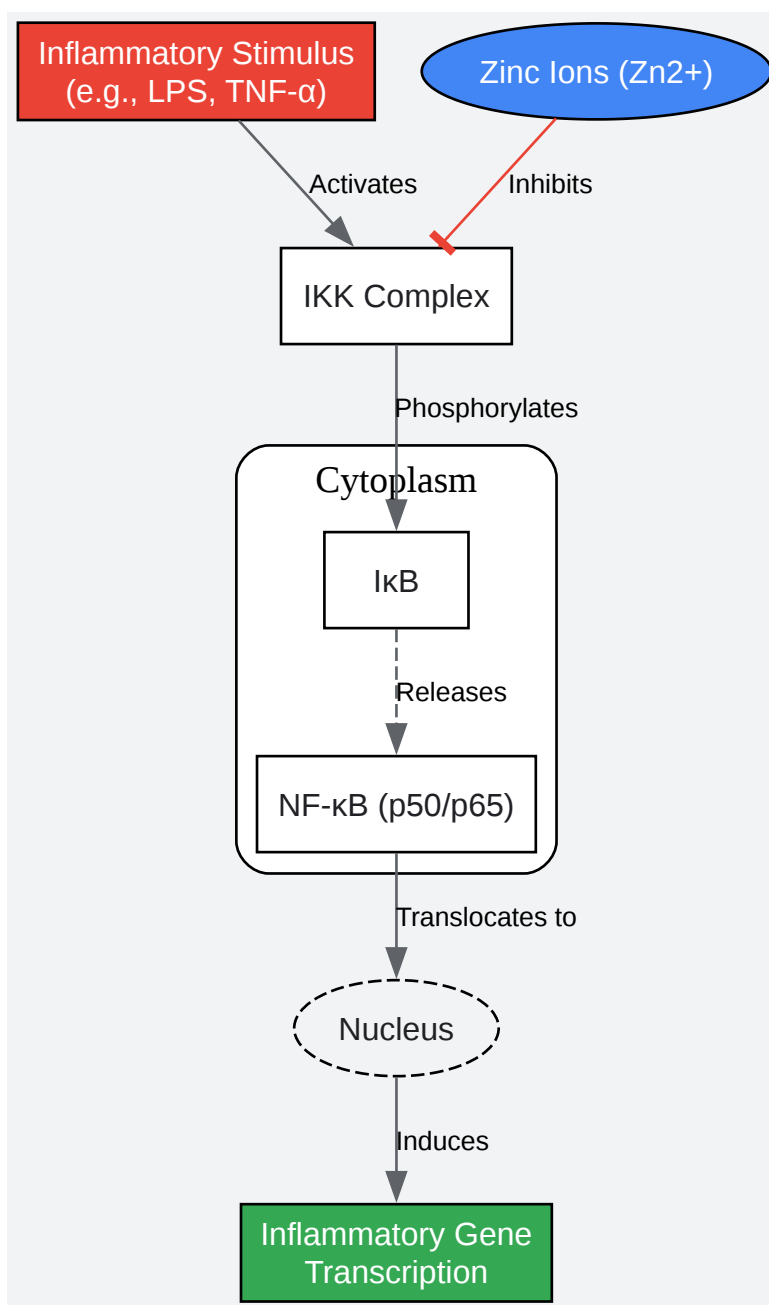 Inflammatory Stimulus
(e.g., LPS, TNF-α)
Zinc Ions (Zn2+)
Activates
Inhibits
IKK Complex
Phosphorylates
Cytoplasm
IκB
Releases
NF-κB (p50/p65)
Translocates to
Nucleus
Induces
Inflammatory Gene
Transcription